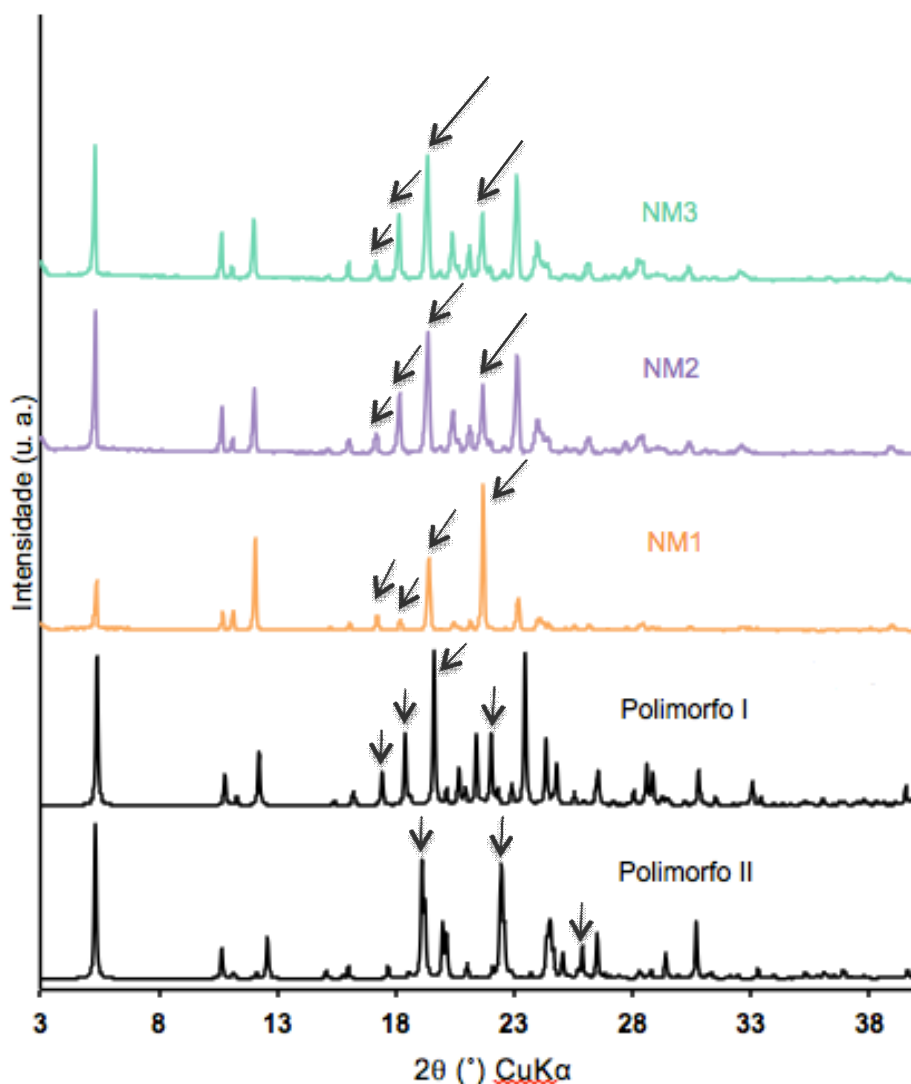 NM3
NM2
NM1
Polimorfo I
Polimorfo II
Intensidade (u. a.)
3 8 13 18 23 28 33 38
2θ (˚) CuKα